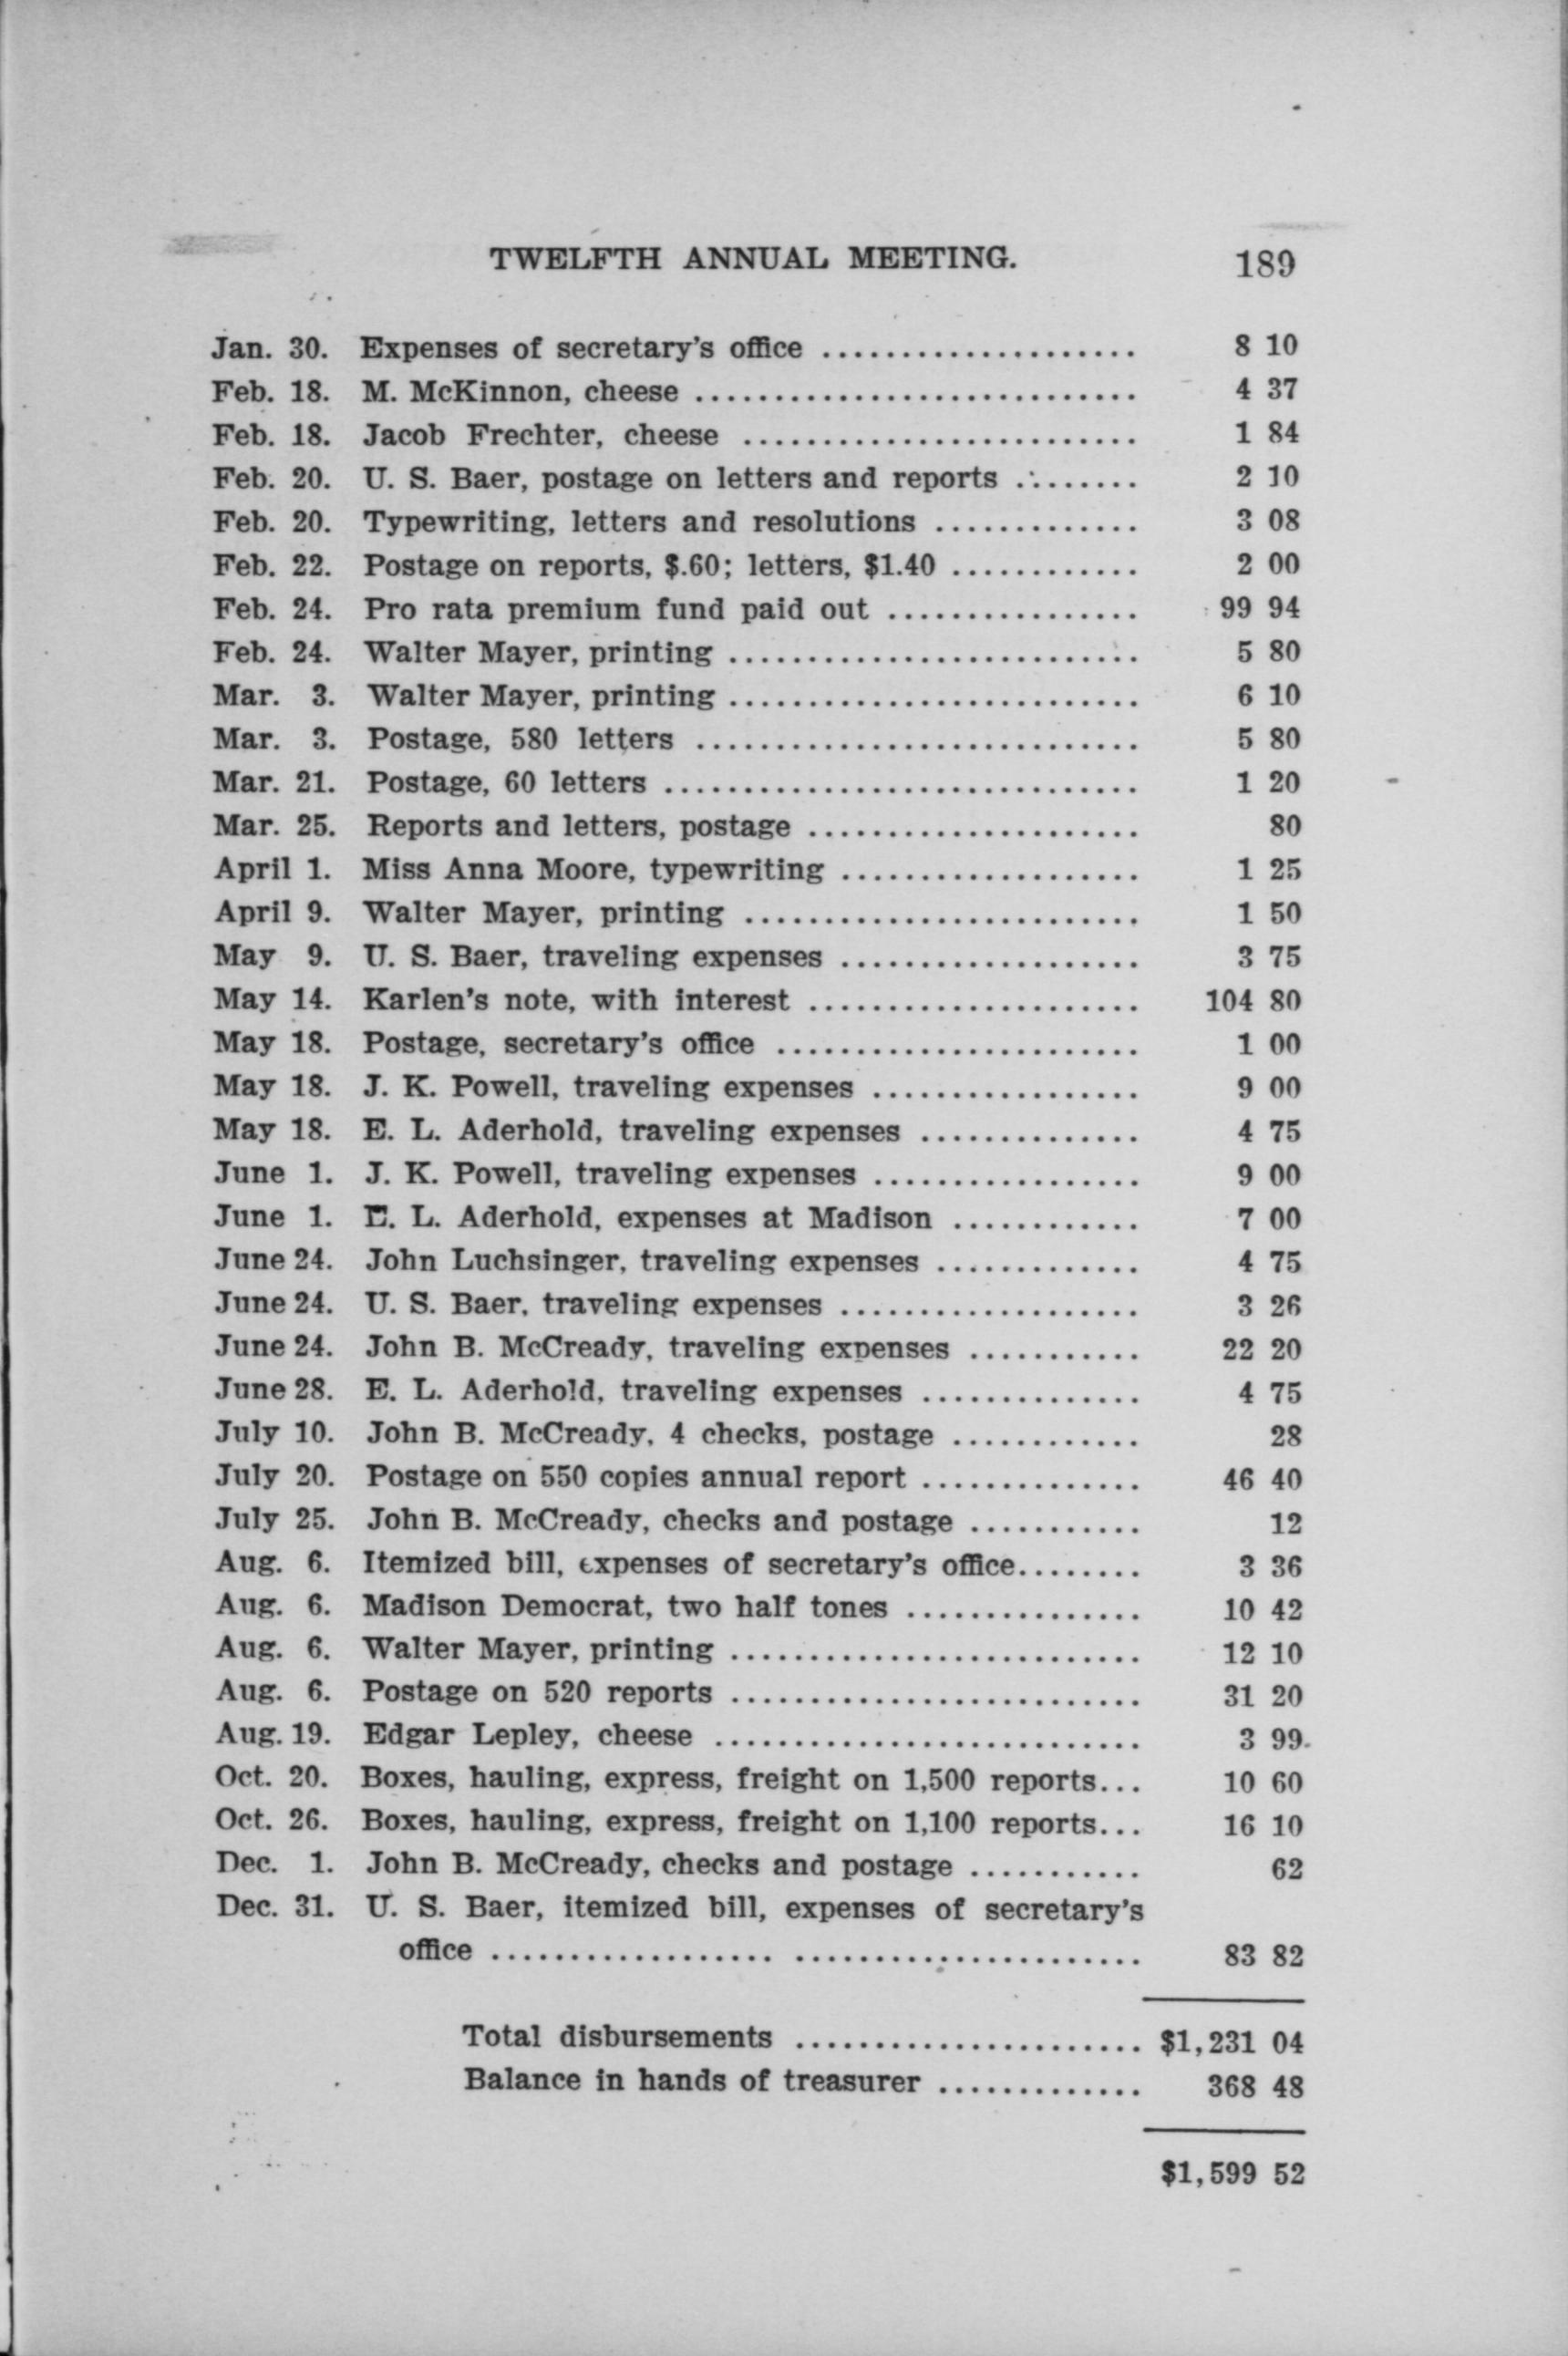 TWELFTH ANNUAL MEETING. 189
Jan. 30. Expenses of secretary's office .................... 8 10
Feb. 18. M. McKinnon, cheese ............................ 4 37
Feb. 18. Jacob Frechter, cheese ......................... 1 84
Feb. 20. U. S. Baer, postage on letters and reports ........ 2 10
Feb. 20. Typewriting, letters and resolutions ............. 3 08
Feb. 22. Postage on reports, $.60; letters, $1.40 ............ 2 00
Feb. 24. Pro rata premium fund paid out ................ 99 94
Feb. 24. Walter Mayer, printing .......................... 5 80
Mar. 3. Walter Mayer, printing .......................... 6 10
Mar. 3. Postage, 580 letters ............................ 5 80
Mar. 21. Postage, 60 letters .............................. 1 20
Mar. 25. Reports and letters, postage ..................... 80
April 1. Miss Anna Moore, typewriting ................... 1 25
April 9. Walter Mayer, printing ......................... 1 50
May 9. U. S. Baer, traveling expenses ................... 3 75
May 14. Karlen's note, with interest ..................... 104 80
May 18. Postage, secretary's office ....................... 1 00
May 18. J. K. Powell, traveling expenses ................. 9 00
May 18. E. L. Aderhold, traveling expenses .............. 4 75
June 1. J. K. Powell, traveling expenses ................. 9 00
June 1. E. L. Aderhold, expenses at Madison ............ 7 00
June 24. John Luchsinger, traveling expenses ............. 4 75
June 24. U. S. Baer, traveling expenses ................... 3 26
June 24. John B. McCready, traveling expenses ........... 22 20
June 28. E. L. Aderhold, traveling expenses .............. 4 75
July 10. John B. McCready, 4 checks, postage ............ 28
July 20. Postage on 550 copies annual report .............. 46 40
July 25. John B. McCready, checks and postage ........... 12
Aug. 6. Itemized bill, expenses of secretary's office........ 3 36
Aug. 6. Madison Democrat, two half tones ............... 10 42
Aug. 6. Walter Mayer, printing .......................... 12 10
Aug. 6. Postage on 520 reports .......................... 31 20
Aug. 19. Edgar Lepley, cheese ........................... 3 99
Oct. 20. Boxes, hauling, express, freight on 1,500 reports... 10 60
Oct. 26. Boxes, hauling, express, freight on 1,100 reports... 16 10
Dec. 1. John B. McCready, checks and postage ........... 62
Dec. 31. U. S. Baer, itemized bill, expenses of secretary's
office .................. ...................... 83 82
Total disbursements ...................... $1,231 04
Balance in hands of treasurer ............. 368 48
$1,599 52